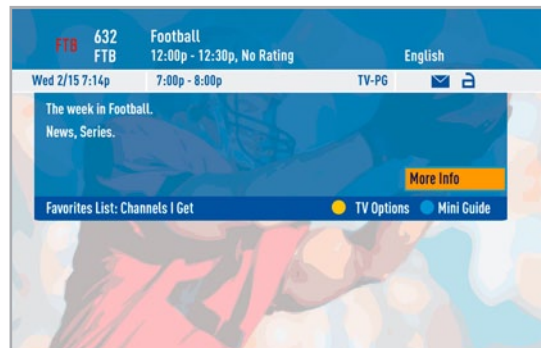 FTB 632 Football
FTB 12:00p - 12:30p, No Rating English
Wed 2/15 7:14p 7:00p - 8:00p TV-PG
The week in Football.
News, Series.
More Info
Favorites List: Channels I Get TV Options Mini Guide